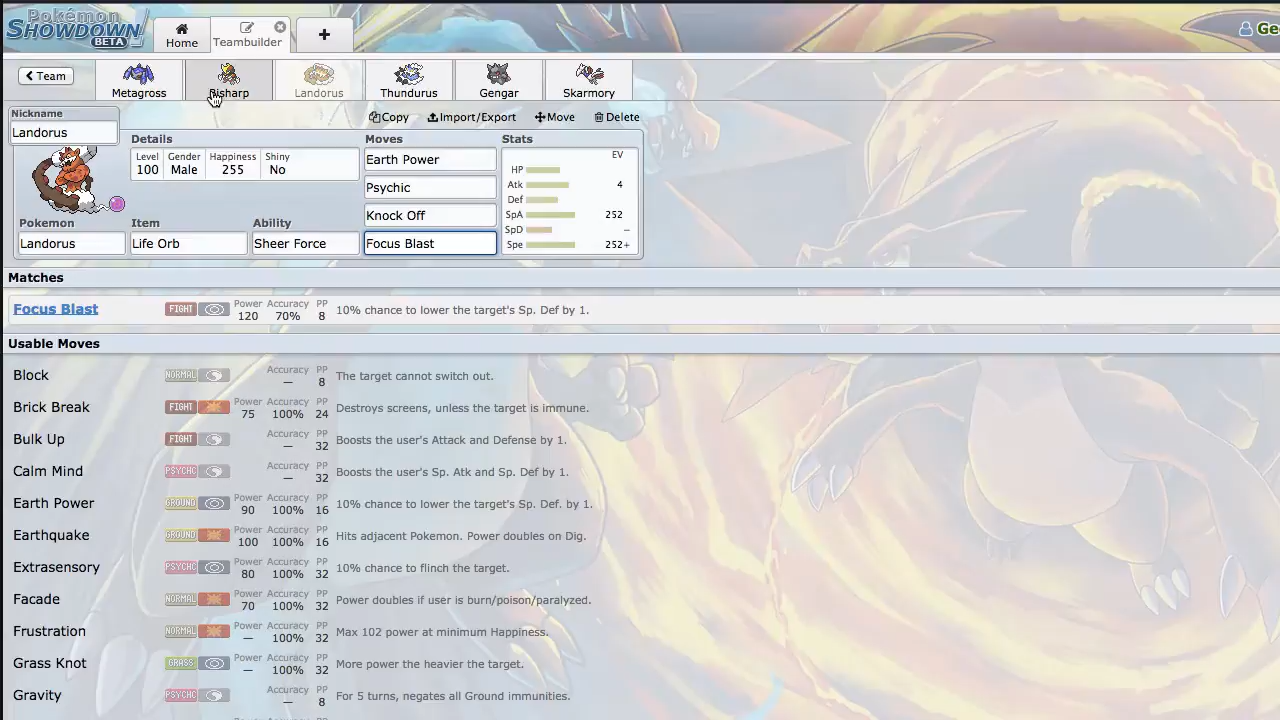 Pokémon
SHOWDOWN
BETA
Home
Teambuilder
+
Ge
Team
Metagross
Bisharp
Landorus
Thundurus
Gengar
Skarmory
Nickname
Landorus
Copy
Import/Export
Move
Delete
Details
Moves
Stats
Level
Gender
Happiness
Shiny
100
Male
255
No
Earth Power
Psychic
Knock Off
Focus Blast
EV
HP
Atk 4
Def
SpA 252
SpD –
Spe 252+
Pokemon
Item
Ability
Landorus
Life Orb
Sheer Force
Matches
Focus Blast FIGHT Power 120 Accuracy 70% PP 8 10% chance to lower the target's Sp. Def by 1.
Usable Moves
Block NORMAL Accuracy — PP 8 The target cannot switch out.
Brick Break FIGHT Power 75 Accuracy 100% PP 24 Destroys screens, unless the target is immune.
Bulk Up FIGHT Accuracy — PP 32 Boosts the user's Attack and Defense by 1.
Calm Mind PSYCHC Accuracy — PP 32 Boosts the user's Sp. Atk and Sp. Def by 1.
Earth Power GROUND Power 90 Accuracy 100% PP 16 10% chance to lower the target's Sp. Def. by 1.
Earthquake GROUND Power 100 Accuracy 100% PP 16 Hits adjacent Pokemon. Power doubles on Dig.
Extrasensory PSYCHC Power 80 Accuracy 100% PP 32 10% chance to flinch the target.
Facade NORMAL Power 70 Accuracy 100% PP 32 Power doubles if user is burn/poison/paralyzed.
Frustration NORMAL Power — Accuracy 100% PP 32 Max 102 power at minimum Happiness.
Grass Knot GRASS Power — Accuracy 100% PP 32 More power the heavier the target.
Gravity PSYCHC Accuracy — PP 8 For 5 turns, negates all Ground immunities.